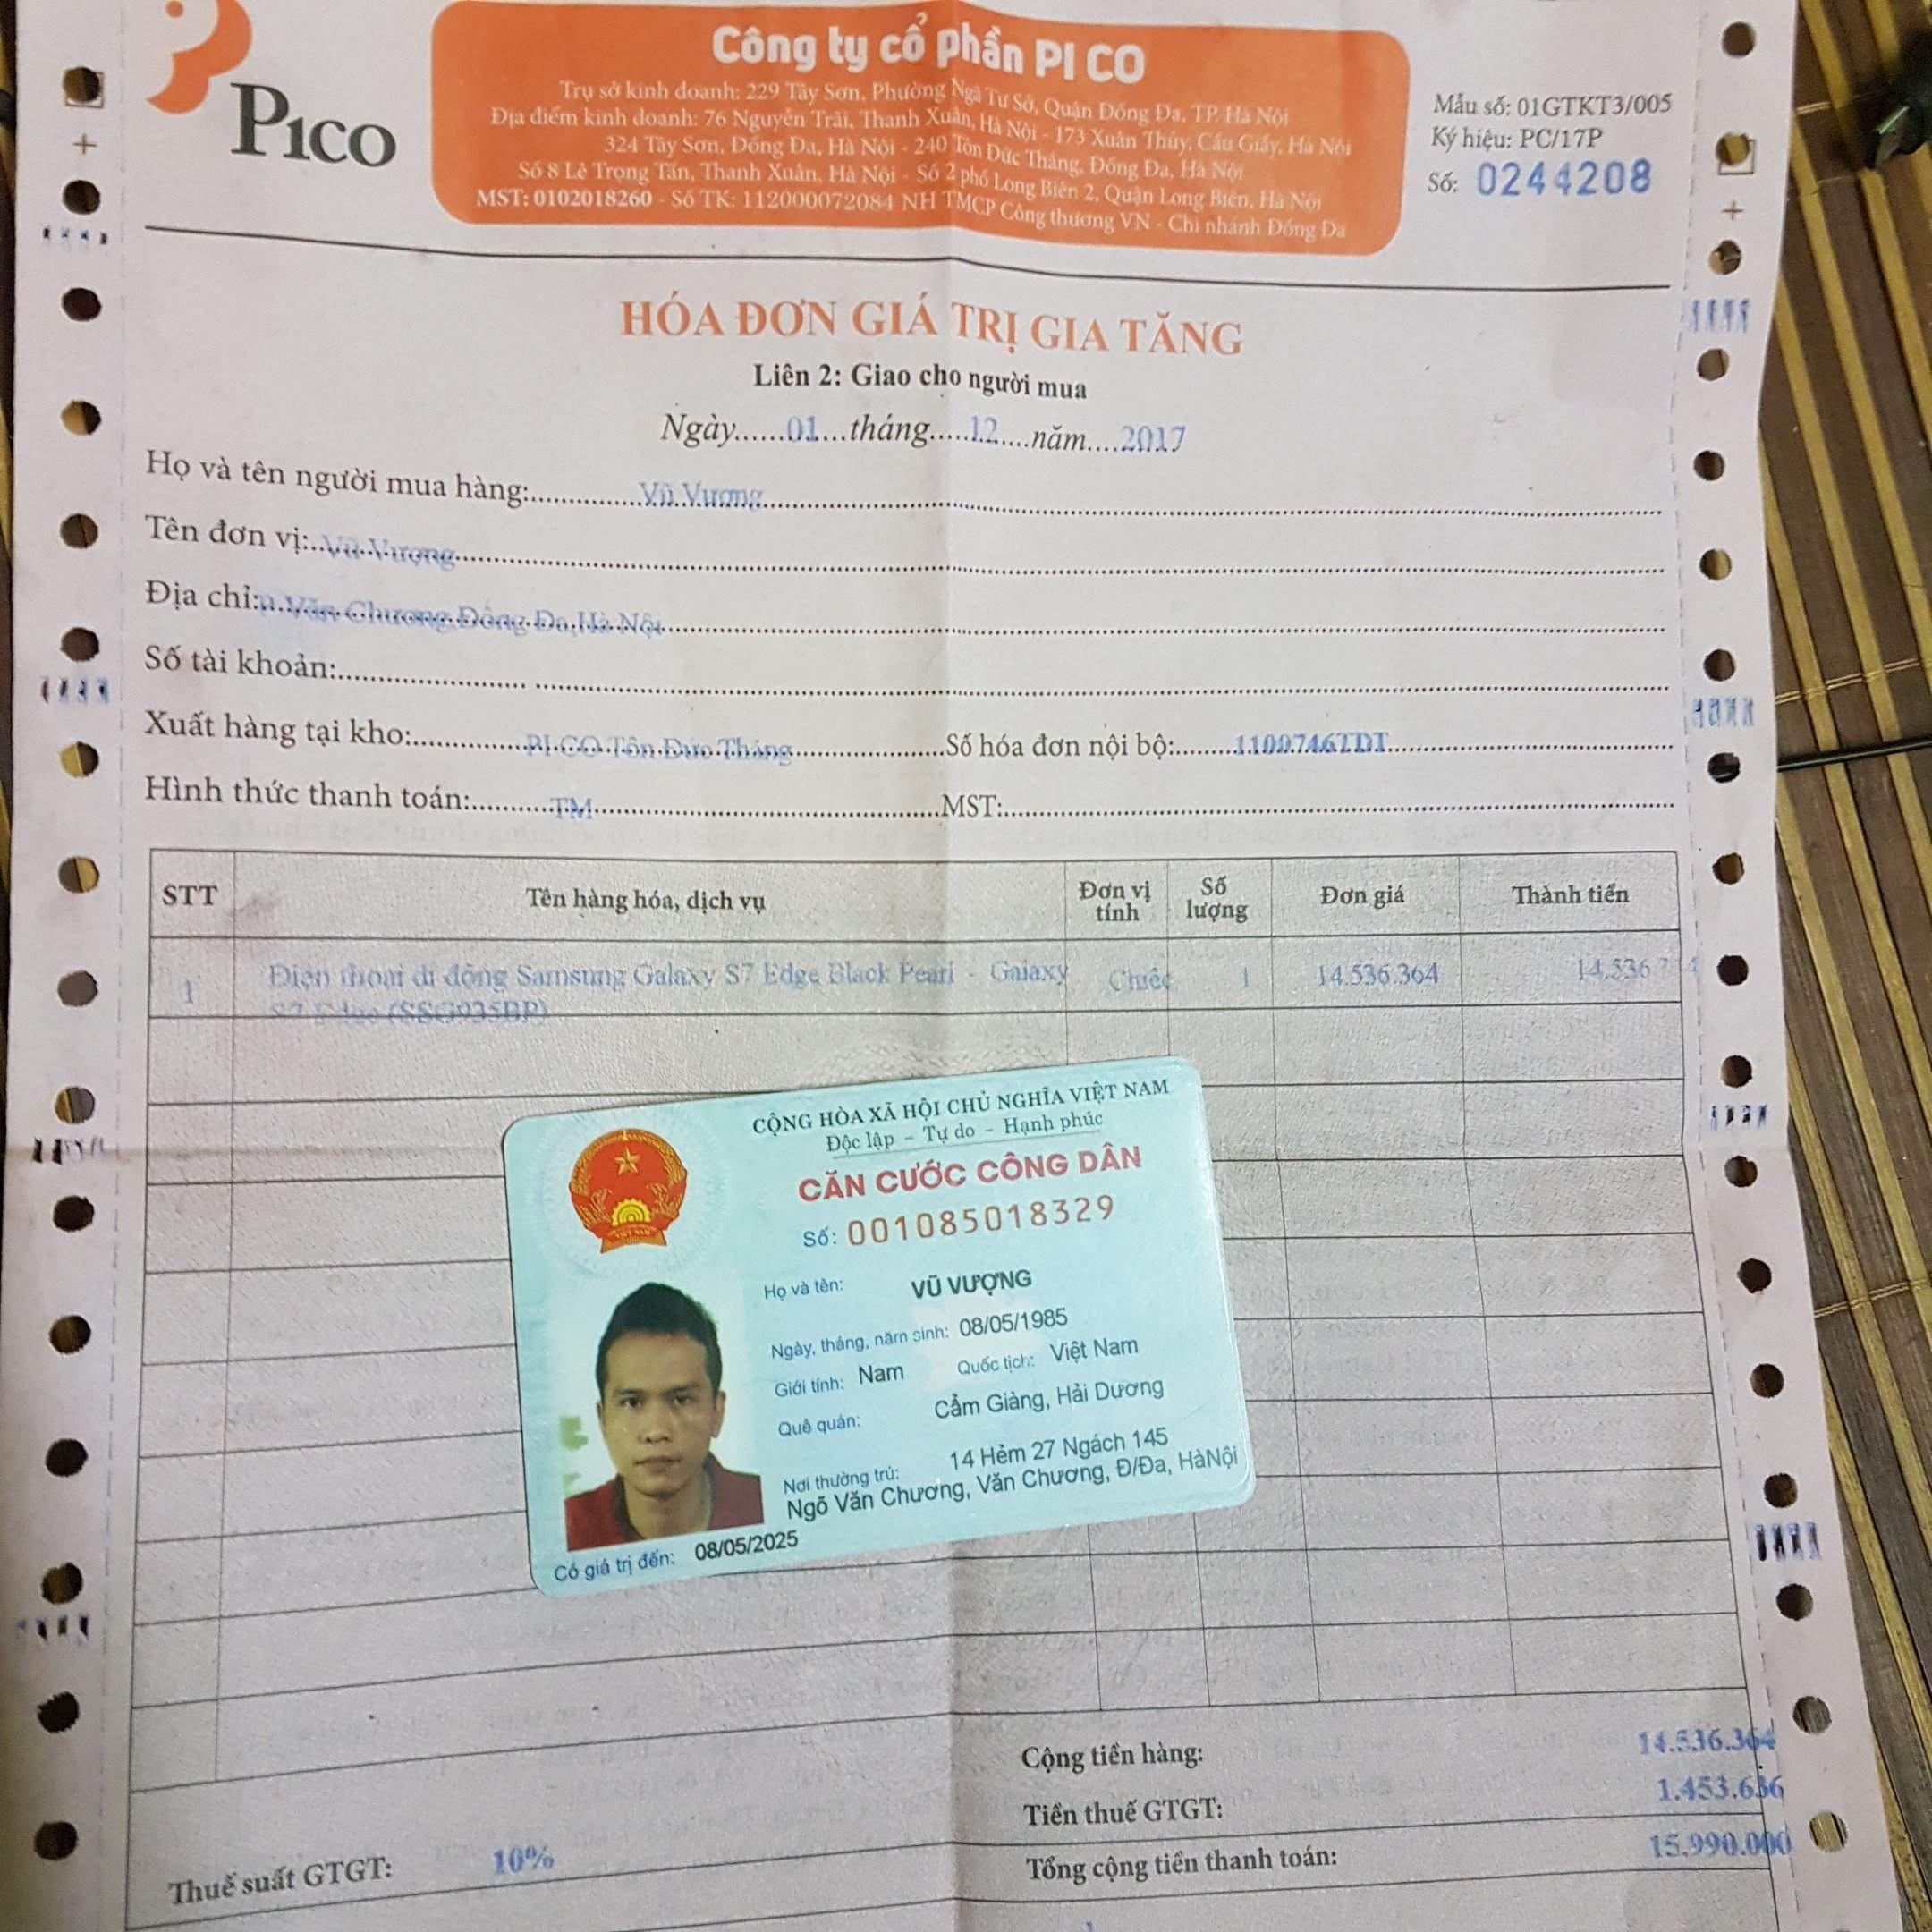 Pico
Công ty cổ phần PI CO
Trụ sở kinh doanh: 229 Tây Sơn, Phường Ngã Tư Sở, Quận Đống Đa, TP. Hà Nội
Địa điểm kinh doanh: 76 Nguyễn Trãi, Thanh Xuân, Hà Nội - 173 Xuân Thủy, Cầu Giấy, Hà Nội
324 Tây Sơn, Đống Đa, Hà Nội - 240 Tôn Đức Thắng, Đống Đa, Hà Nội
Số 8 Lê Trọng Tấn, Thanh Xuân, Hà Nội - Số 2 phố Long Biên 2, Quận Long Biên, Hà Nội
MST: 0102018260 - Số TK: 112000072084 NH TMCP Công thương VN - Chi nhánh Đống Đa
Mẫu số: 01GTKT3/005
Ký hiệu: PC/17P
Số: 0244208
HÓA ĐƠN GIÁ TRỊ GIA TĂNG
Liên 2: Giao cho người mua
Ngày......01...tháng.....12....năm....2017
Họ và tên người mua hàng: Vũ Vượng
Tên đơn vị: Vũ Vượng
Địa chỉ: Văn Chương, Đống Đa, Hà Nội
Số tài khoản:
Xuất hàng tại kho: PI CO Tôn Đức Thắng Số hóa đơn nội bộ: 1100746TDT
Hình thức thanh toán: TM MST:
STT Tên hàng hóa, dịch vụ Đơn vị tính Số lượng Đơn giá Thành tiền
1 Điện thoại di động Samsung Galaxy S7 Edge Black Pearl - Galaxy Chiếc 1 14.536.364 14.536
S7 Edge (SSG935BP)
CỘNG HÒA XÃ HỘI CHỦ NGHĨA VIỆT NAM
Độc lập - Tự do - Hạnh phúc
CĂN CƯỚC CÔNG DÂN
Số: 001085018329
Họ và tên: VŨ VƯỢNG
Ngày, tháng, năm sinh: 08/05/1985
Giới tính: Nam Quốc tịch: Việt Nam
Quê quán: Cẩm Giàng, Hải Dương
Nơi thường trú: 14 Hẻm 27 Ngách 145
Ngõ Văn Chương, Văn Chương, Đ/Đa, HàNội
Có giá trị đến: 08/05/2025
Cộng tiền hàng: 14.536.364
Tiền thuế GTGT: 1.453.636
Thuế suất GTGT: 10% Tổng cộng tiền thanh toán: 15.990.000